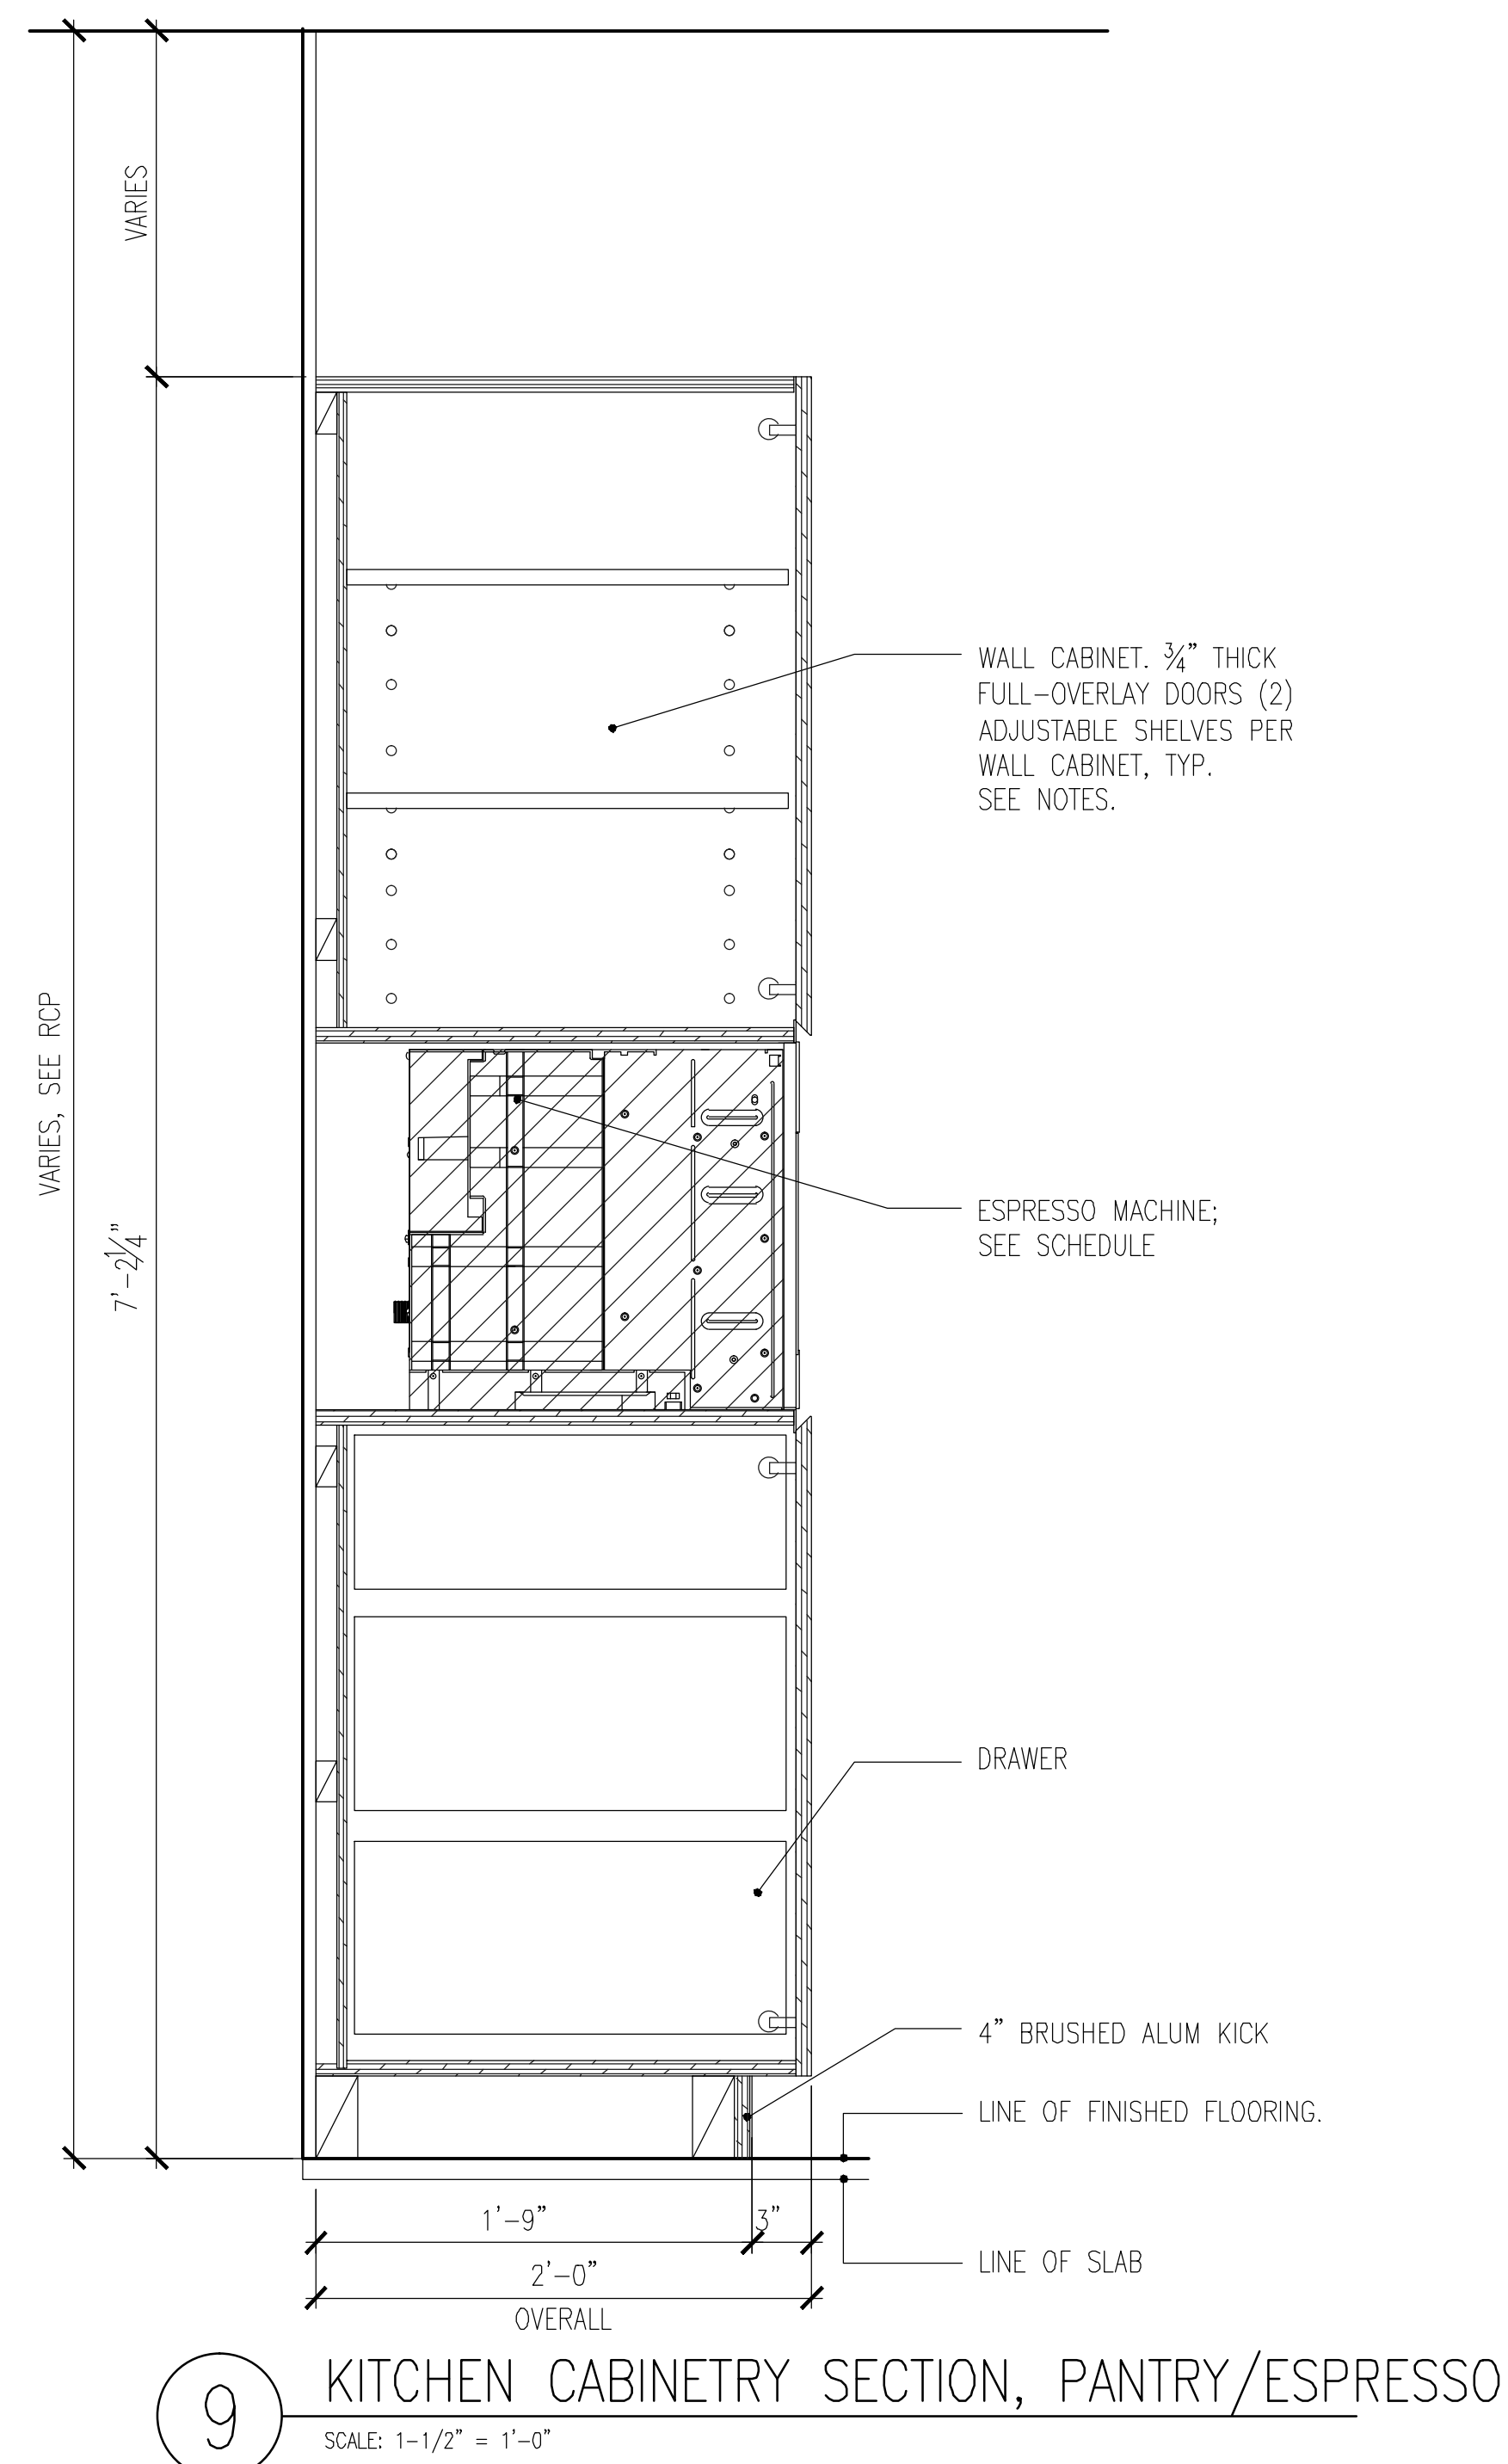 VARIES
WALL CABINET. ¾” THICK
FULL-OVERLAY DOORS (2)
ADJUSTABLE SHELVES PER
WALL CABINET, TYP.
SEE NOTES.
VARIES, SEE RCP
7'-2¼”
ESPRESSO MACHINE;
SEE SCHEDULE
DRAWER
4” BRUSHED ALUM KICK
LINE OF FINISHED FLOORING.
1'-9”
3”
LINE OF SLAB
2'-0”
OVERALL
9
KITCHEN CABINETRY SECTION, PANTRY/ESPRESSO
SCALE: 1-1/2” = 1'-0”